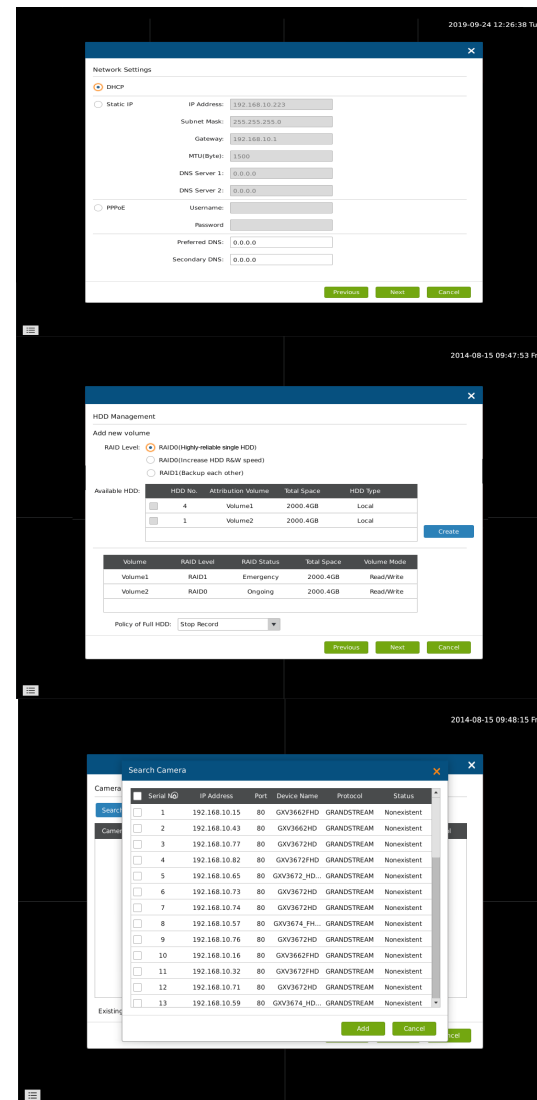 2019-09-24 12:26:38 Tu
Network Settings
DHCP
Static IP IP Address: 192.168.10.223
Subnet Mask: 255.255.255.0
Gateway: 192.168.10.1
MTU(Byte): 1500
DNS Server 1: 0.0.0.0
DNS Server 2: 0.0.0.0
PPPoE Username:
Password
Preferred DNS: 0.0.0.0
Secondary DNS: 0.0.0.0
Previous Next Cancel
2014-08-15 09:47:53 Fr
HDD Management
Add new volume
RAID Level: RAID0(Highly-reliable single HDD)
RAID0(Increase HDD R&W speed)
RAID1(Backup each other)
Available HDD: HDD No. Attribution Volume Total Space HDD Type
4 Volume1 2000.4GB Local
1 Volume2 2000.4GB Local
Create
Volume RAID Level RAID Status Total Space Volume Mode
Volume1 RAID1 Emergency 2000.4GB Read/Write
Volume2 RAID0 Ongoing 2000.4GB Read/Write
Policy of Full HDD: Stop Record
Previous Next Cancel
2014-08-15 09:48:15 Fr
Search Camera
Camera
Search
Camer
Serial No IP Address Port Device Name Protocol Status
1 192.168.10.15 80 GXV3662FHD GRANDSTREAM Nonexistent
2 192.168.10.43 80 GXV3662HD GRANDSTREAM Nonexistent
3 192.168.10.77 80 GXV3672HD GRANDSTREAM Nonexistent
4 192.168.10.82 80 GXV3672FHD GRANDSTREAM Nonexistent
5 192.168.10.65 80 GXV3672_HD... GRANDSTREAM Nonexistent
6 192.168.10.73 80 GXV3672HD GRANDSTREAM Nonexistent
7 192.168.10.74 80 GXV3672HD GRANDSTREAM Nonexistent
8 192.168.10.57 80 GXV3674_FH... GRANDSTREAM Nonexistent
9 192.168.10.76 80 GXV3672HD GRANDSTREAM Nonexistent
10 192.168.10.16 80 GXV3662FHD GRANDSTREAM Nonexistent
11 192.168.10.32 80 GXV3672FHD GRANDSTREAM Nonexistent
12 192.168.10.71 80 GXV3672HD GRANDSTREAM Nonexistent
13 192.168.10.59 80 GXV3674_HD... GRANDSTREAM Nonexistent
Existing
Add Cancel
ncel